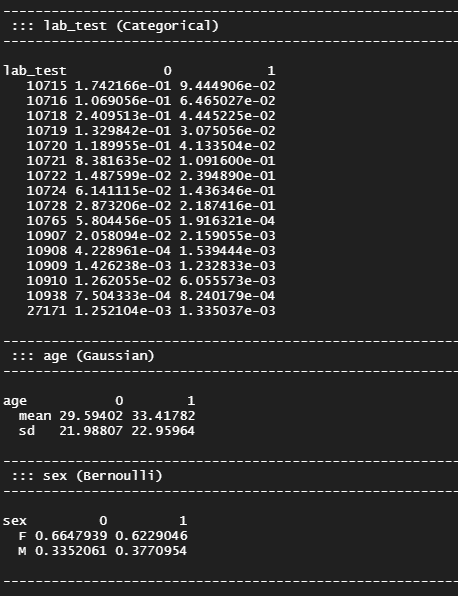 ---------------------------------------------------------
 ::: lab_test (Categorical)
---------------------------------------------------------
lab_test            0            1
   10715 1.742166e-01 9.444906e-02
   10716 1.069056e-01 6.465027e-02
   10718 2.409513e-01 4.445225e-02
   10719 1.329842e-01 3.075056e-02
   10720 1.189955e-01 4.133504e-02
   10721 8.381635e-02 1.091600e-01
   10722 1.487599e-02 2.394890e-01
   10724 6.141115e-02 1.436346e-01
   10728 2.873206e-02 2.187416e-01
   10765 5.804456e-05 1.916321e-04
   10907 2.058094e-02 2.159055e-03
   10908 4.228961e-04 1.539444e-03
   10909 1.426238e-03 1.232833e-03
   10910 1.262055e-02 6.055573e-03
   10938 7.504333e-04 8.240179e-04
   27171 1.252104e-03 1.335037e-03
---------------------------------------------------------
 ::: age (Gaussian)
---------------------------------------------------------
age           0        1
  mean 29.59402 33.41782
  sd   21.98807 22.95964
---------------------------------------------------------
 ::: sex (Bernoulli)
---------------------------------------------------------
sex         0         1
  F 0.6647939 0.6229046
  M 0.3352061 0.3770954
---------------------------------------------------------